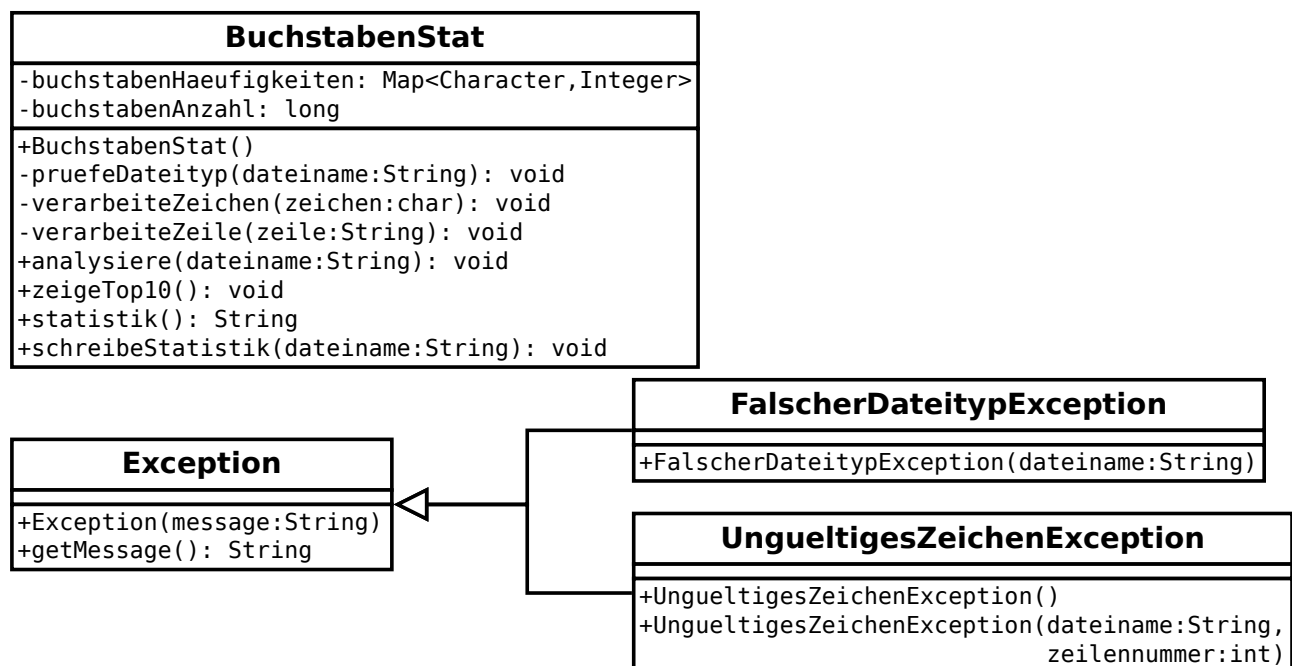 BuchstabenStat
-buchstabenHaeufigkeiten: Map<Character,Integer>
-buchstabenAnzahl: long
+BuchstabenStat()
-pruefeDateityp(dateiname:String): void
-verarbeiteZeichen(zeichen:char): void
-verarbeiteZeile(zeile:String): void
+analysiere(dateiname:String): void
+zeigeTop10(): void
+statistik(): String
+schreibeStatistik(dateiname:String): void
FalscherDateitypException
+FalscherDateitypException(dateiname:String)
Exception
+Exception(message:String)
+getMessage(): String
UngueltigesZeichenException
+UngueltigesZeichenException()
+UngueltigesZeichenException(dateiname:String,
zeilennummer:int)